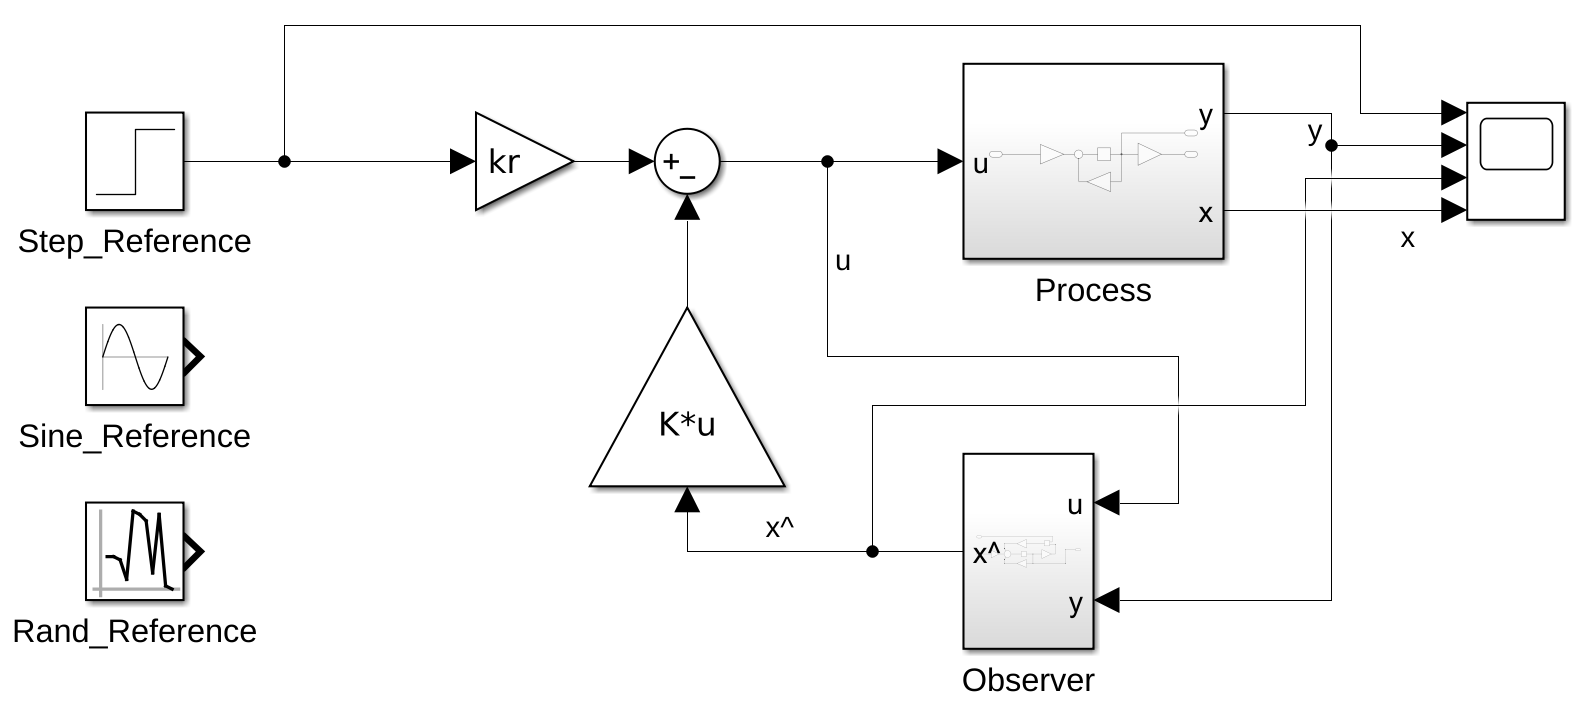 y
y
kr
+
−
u
Step_Reference
x
x
u
Process
K*u
Sine_Reference
u
x^
x^
y
Rand_Reference
Observer